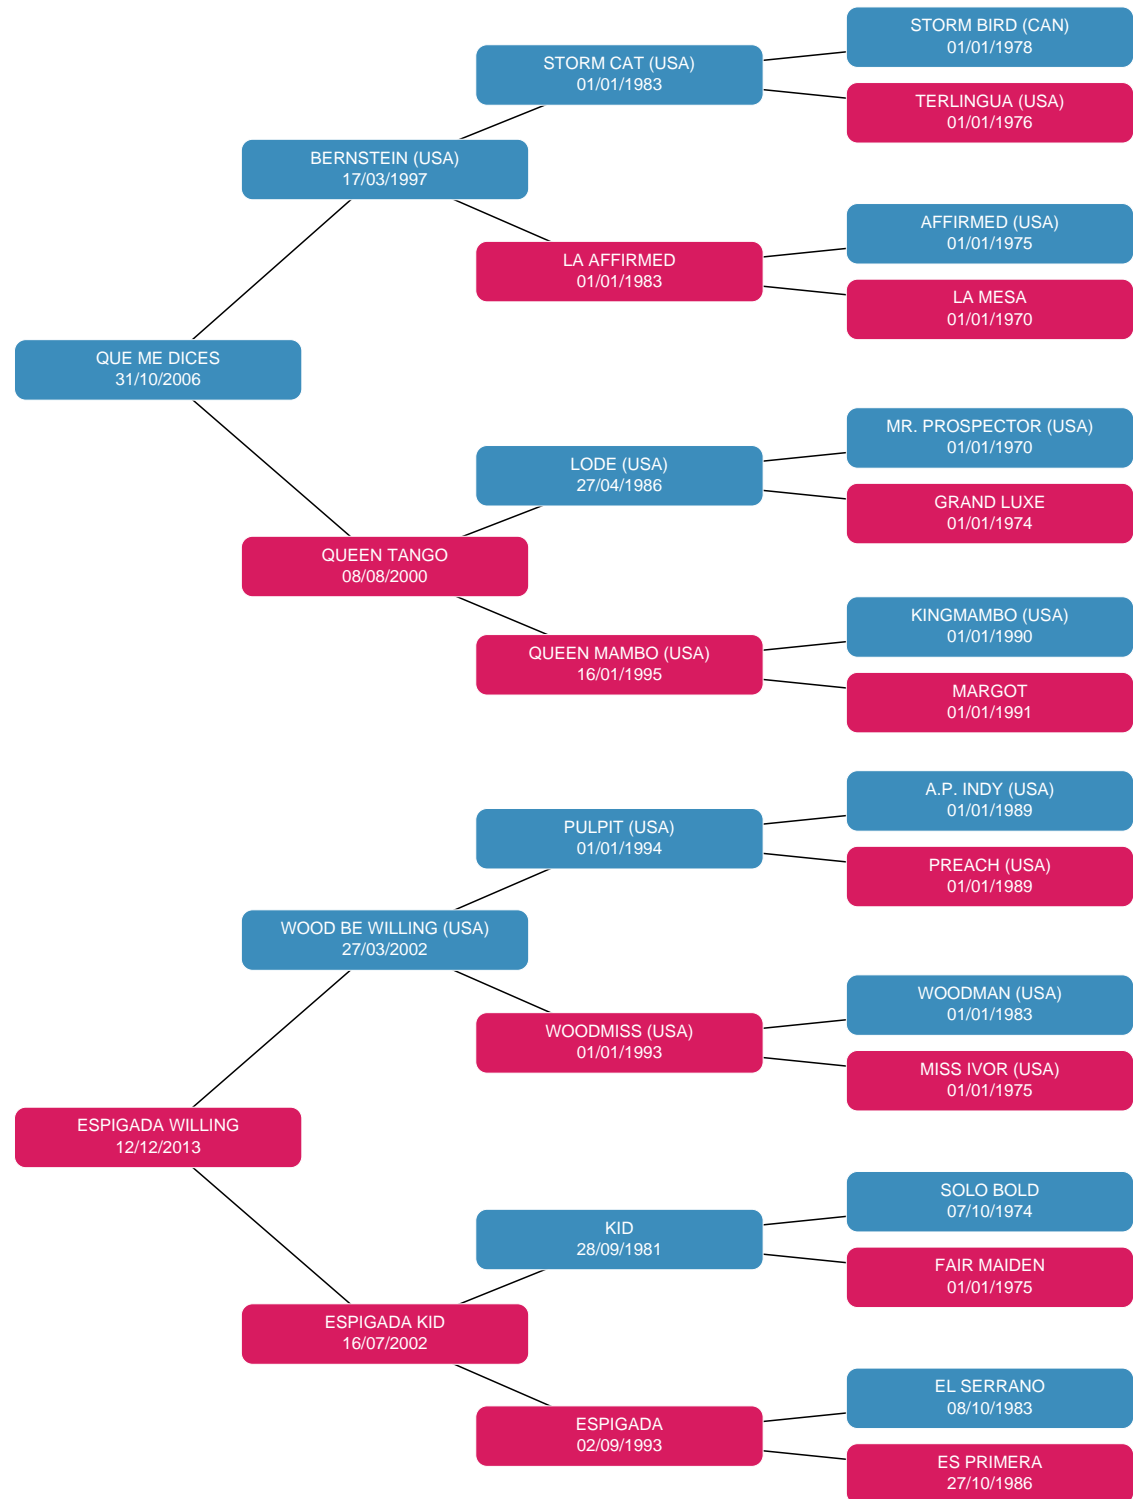 STORM BIRD (CAN)
01/01/1978
STORM CAT (USA)
01/01/1983
TERLINGUA (USA)
01/01/1976
BERNSTEIN (USA)
17/03/1997
AFFIRMED (USA)
01/01/1975
LA AFFIRMED
01/01/1983
LA MESA
01/01/1970
QUE ME DICES
31/10/2006
MR. PROSPECTOR (USA)
01/01/1970
LODE (USA)
27/04/1986
GRAND LUXE
01/01/1974
QUEEN TANGO
08/08/2000
KINGMAMBO (USA)
01/01/1990
QUEEN MAMBO (USA)
16/01/1995
MARGOT
01/01/1991
A.P. INDY (USA)
01/01/1989
PULPIT (USA)
01/01/1994
PREACH (USA)
01/01/1989
WOOD BE WILLING (USA)
27/03/2002
WOODMAN (USA)
01/01/1983
WOODMISS (USA)
01/01/1993
MISS IVOR (USA)
01/01/1975
ESPIGADA WILLING
12/12/2013
SOLO BOLD
07/10/1974
KID
28/09/1981
FAIR MAIDEN
01/01/1975
ESPIGADA KID
16/07/2002
EL SERRANO
08/10/1983
ESPIGADA
02/09/1993
ES PRIMERA
27/10/1986